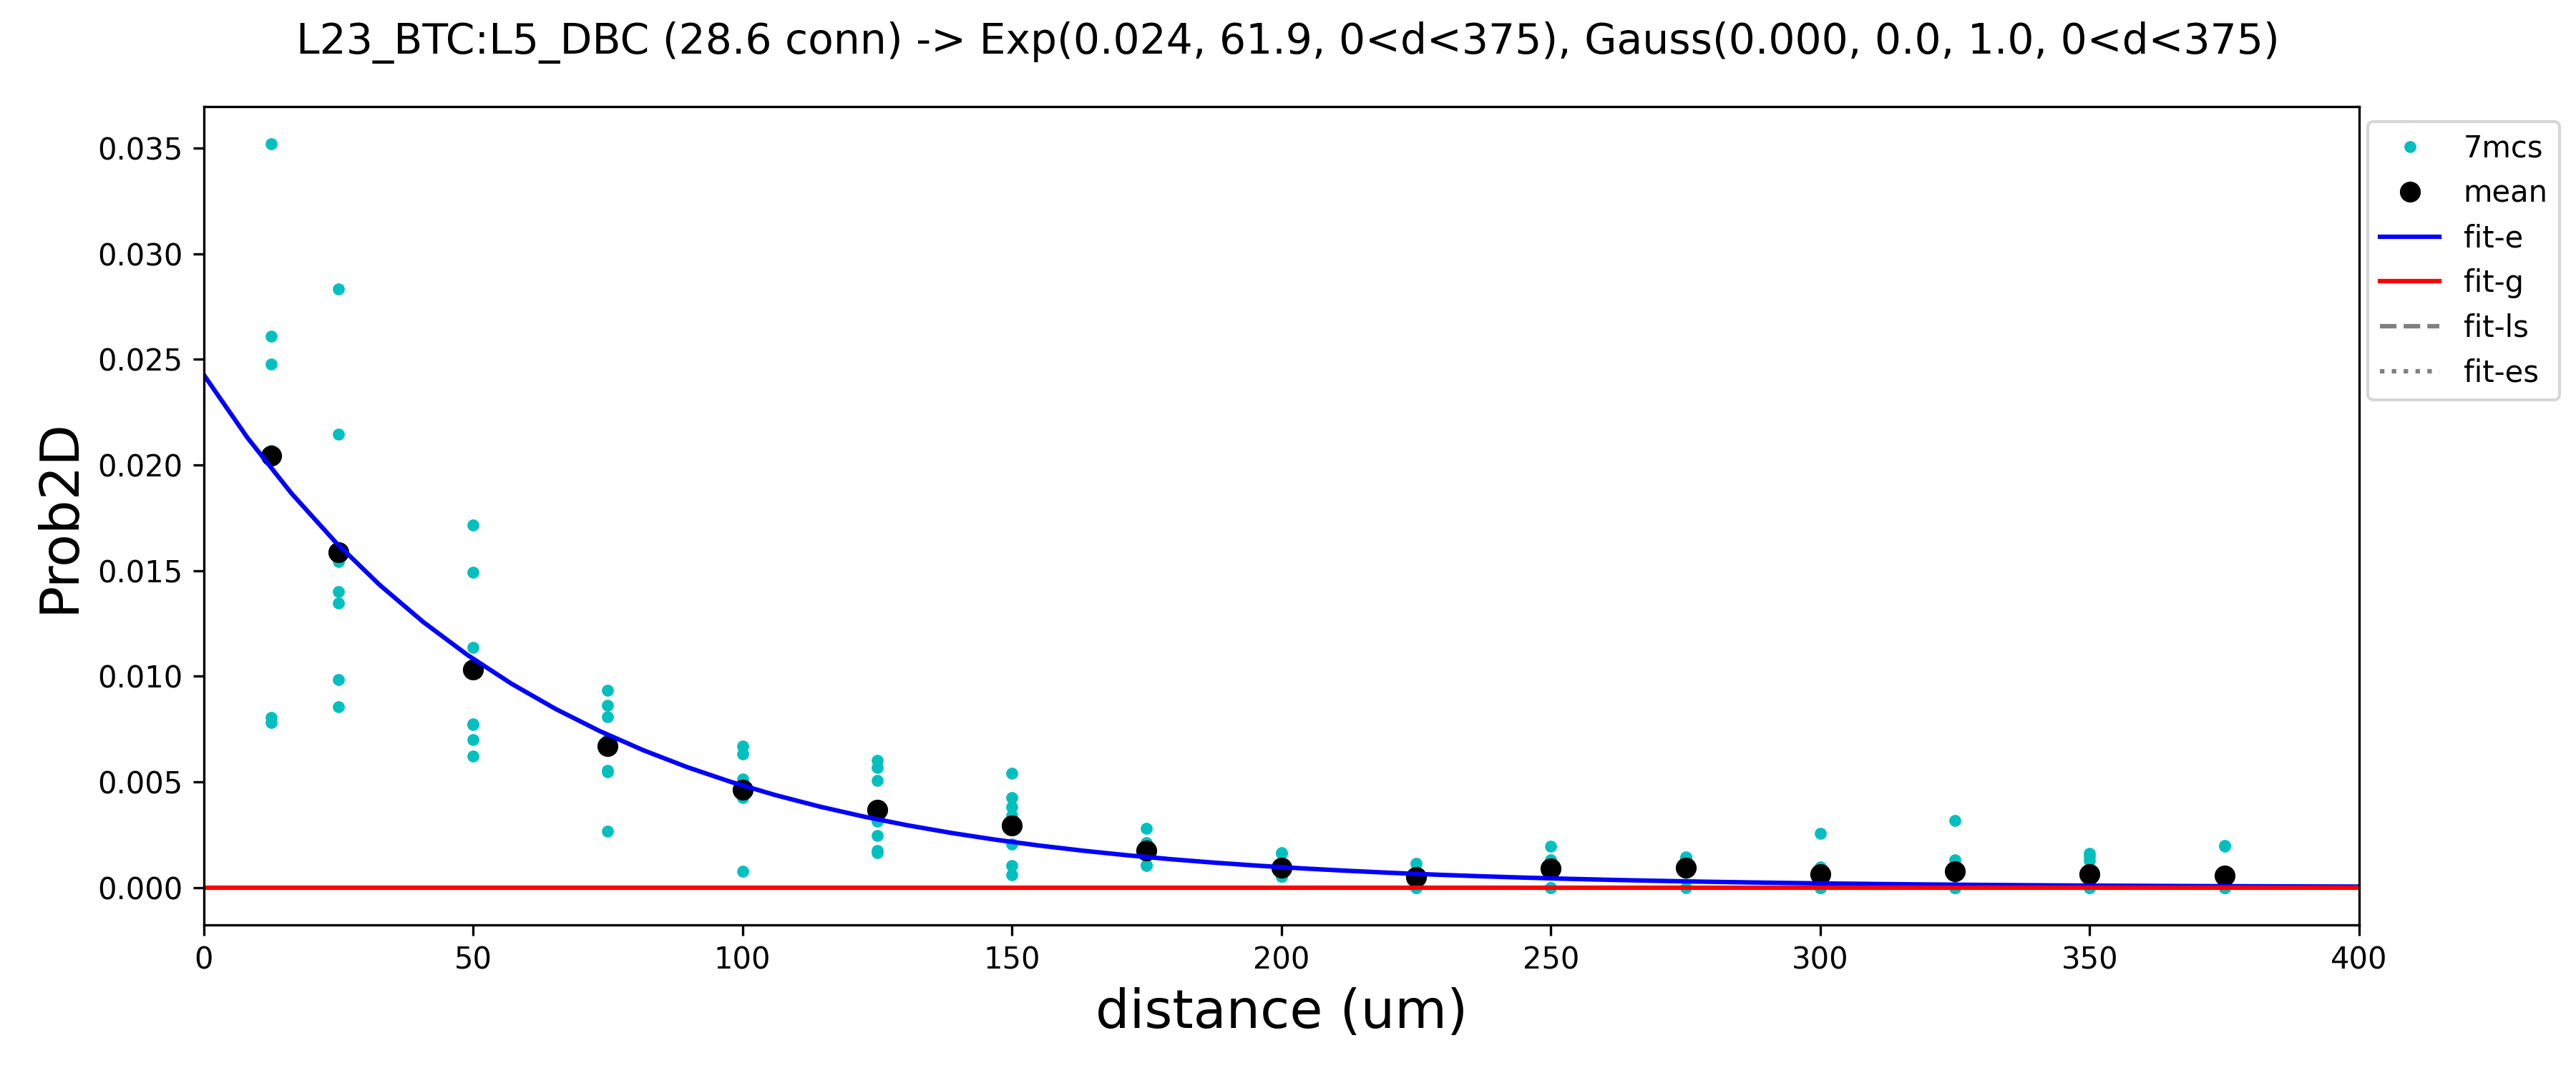 L23_BTC:L5_DBC (28.6 conn) -> Exp(0.024, 61.9, 0<d<375), Gauss(0.000, 0.0, 1.0, 0<d<375)
0.035
0.030
0.025
0.020
0.015
0.010
0.005
0.000
Prob2D
0 50 100 150 200 250 300 350 400
distance (um)
7mcs
mean
fit-e
fit-g
fit-ls
fit-es